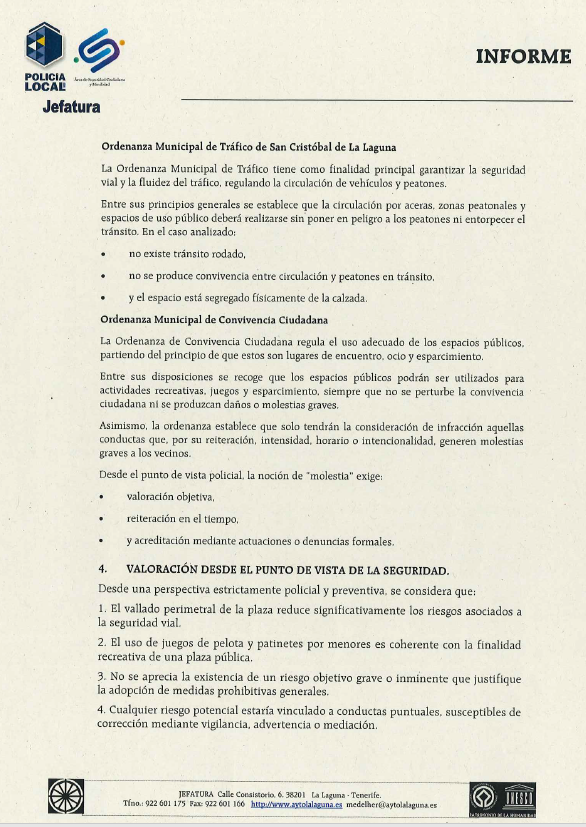 POLICIA
LOCAL
Área de Seguridad Ciudadana
y Movilidad
Jefatura
INFORME
Ordenanza Municipal de Tráfico de San Cristóbal de La Laguna
La Ordenanza Municipal de Tráfico tiene como finalidad principal garantizar la seguridad
vial y la fluidez del tráfico, regulando la circulación de vehículos y peatones.
Entre sus principios generales se establece que la circulación por aceras, zonas peatonales y
espacios de uso público deberá realizarse sin poner en peligro a los peatones ni entorpecer el
tránsito. En el caso analizado:
• no existe tránsito rodado,
• no se produce convivencia entre circulación y peatones en tránsito,
• y el espacio está segregado físicamente de la calzada.
Ordenanza Municipal de Convivencia Ciudadana
La Ordenanza de Convivencia Ciudadana regula el uso adecuado de los espacios públicos,
partiendo del principio de que estos son lugares de encuentro, ocio y esparcimiento.
Entre sus disposiciones se recoge que los espacios públicos podrán ser utilizados para
actividades recreativas, juegos y esparcimiento, siempre que no se perturbe la convivencia
ciudadana ni se produzcan daños o molestias graves.
Asimismo, la ordenanza establece que solo tendrán la consideración de infracción aquellas
conductas que, por su reiteración, intensidad, horario o intencionalidad, generen molestias
graves a los vecinos.
Desde el punto de vista policial, la noción de "molestia" exige:
• valoración objetiva,
• reiteración en el tiempo,
• y acreditación mediante actuaciones o denuncias formales.
4. VALORACIÓN DESDE EL PUNTO DE VISTA DE LA SEGURIDAD.
Desde una perspectiva estrictamente policial y preventiva, se considera que:
1. El vallado perimetral de la plaza reduce significativamente los riesgos asociados a
la seguridad vial.
2. El uso de juegos de pelota y patinetes por menores es coherente con la finalidad
recreativa de una plaza pública.
3. No se aprecia la existencia de un riesgo objetivo grave o inminente que justifique
la adopción de medidas prohibitivas generales.
4. Cualquier riesgo potencial estaría vinculado a conductas puntuales, susceptibles de
corrección mediante vigilancia, advertencia o mediación.
JEFATURA Calle Consistorio, 6. 38201 La Laguna - Tenerife.
Tfno.: 922 601 175 Fax: 922 601 166 http://www.aytolalaguna.es medelher@aytolalaguna.es
UNESCO
PATRIMONIO DE LA HUMANIDAD